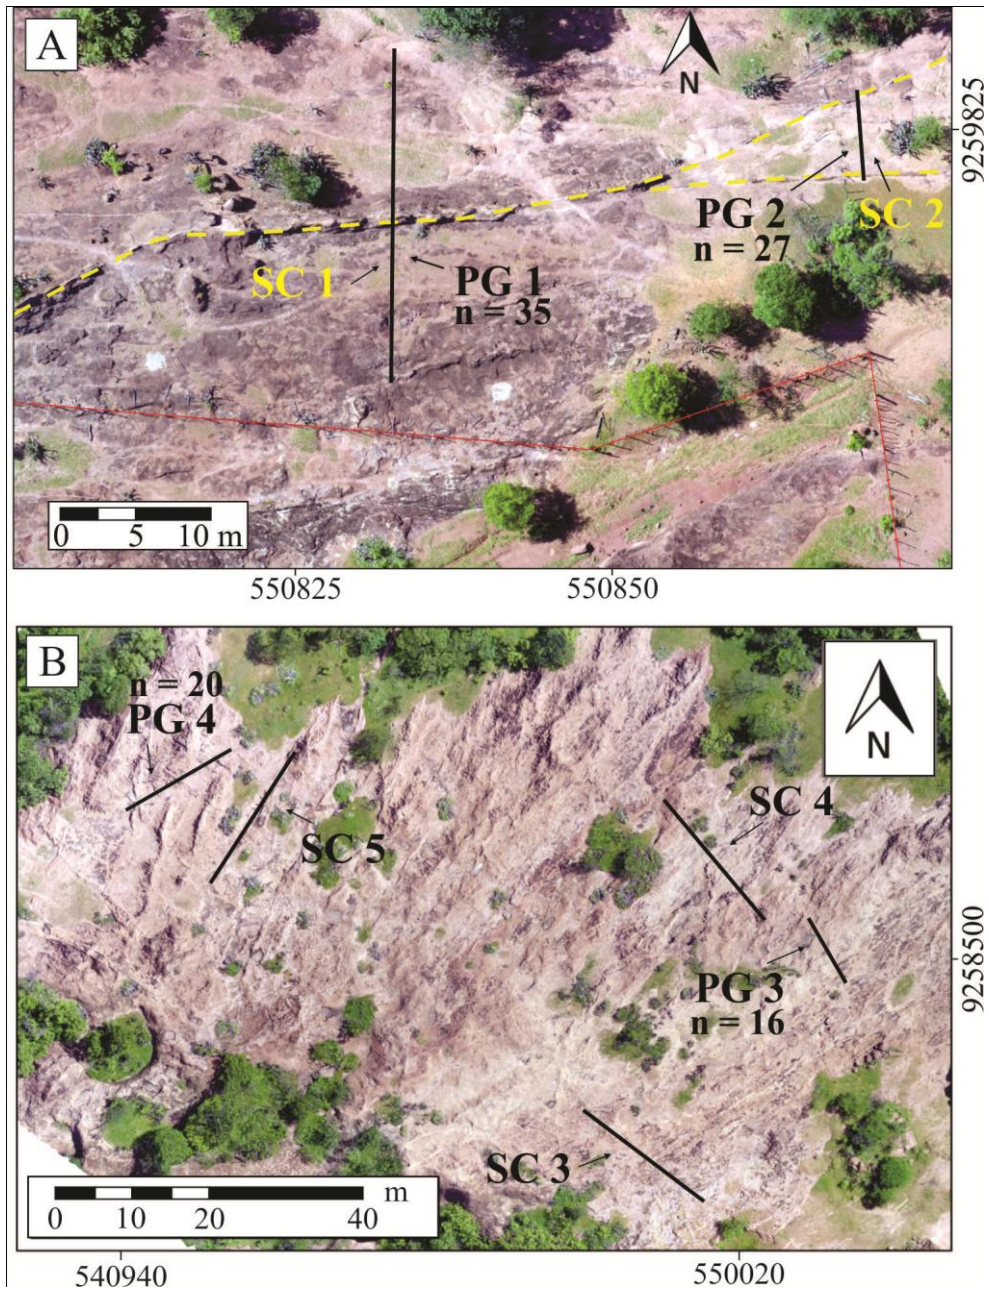 A
N
9259825
PG 2
n = 27
SC 2
SC 1
PG 1
n = 35
0 5 10 m
550825 550850
B
n = 20
PG 4
N
SC 4
SC 5
9258500
PG 3
n = 16
SC 3
m
0 10 20 40
540940 550020